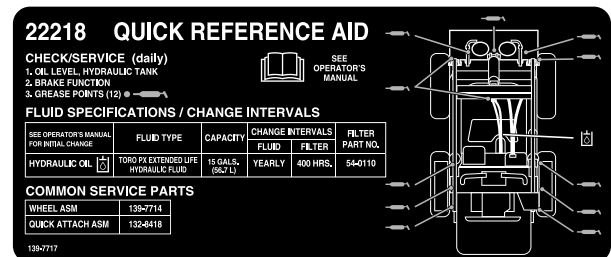 22218 QUICK REFERENCE AID
CHECK/SERVICE (daily)
1. OIL LEVEL, HYDRAULIC TANK
2. BRAKE FUNCTION
3. GREASE POINTS (12)
SEE
OPERATOR'S
MANUAL
FLUID SPECIFICATIONS / CHANGE INTERVALS
SEE OPERATOR'S MANUAL
FOR INITIAL CHANGE
FLUID TYPE
CAPACITY
CHANGE INTERVALS
FLUID
FILTER
FILTER
PART NO.
HYDRAULIC OIL
TORO PX EXTENDED LIFE
HYDRAULIC FLUID
15 GALS.
(56.7 L)
YEARLY
400 HRS.
54-0110
COMMON SERVICE PARTS
WHEEL ASM 139-7714
QUICK ATTACH ASM 132-8418
139-7717